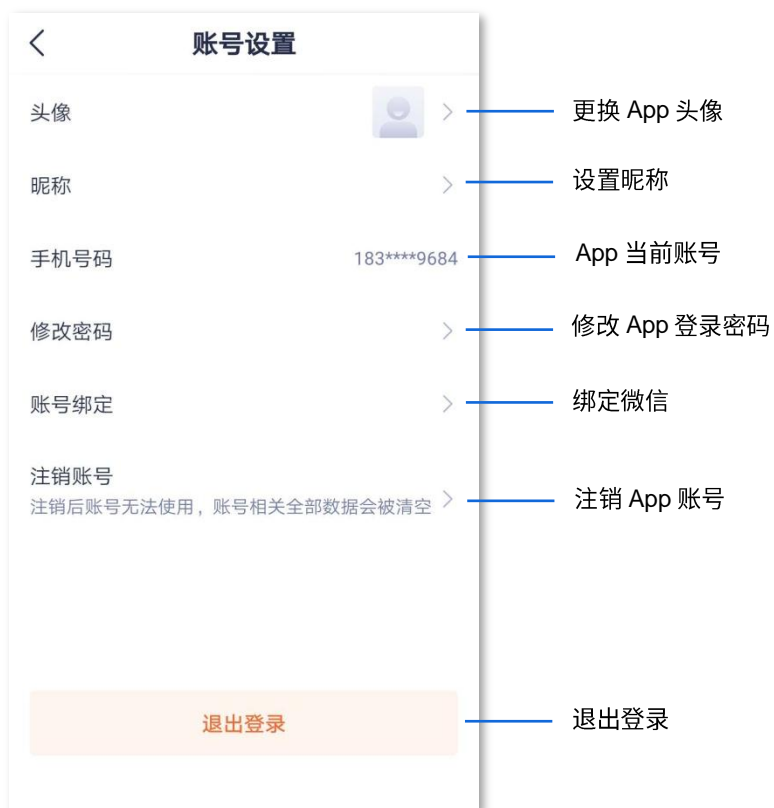 账号设置
头像
更换 App 头像
昵称
设置昵称
手机号码
183****9684
App 当前账号
修改密码
修改 App 登录密码
账号绑定
绑定微信
注销账号
注销后账号无法使用，账号相关全部数据会被清空
注销 App 账号
退出登录
退出登录